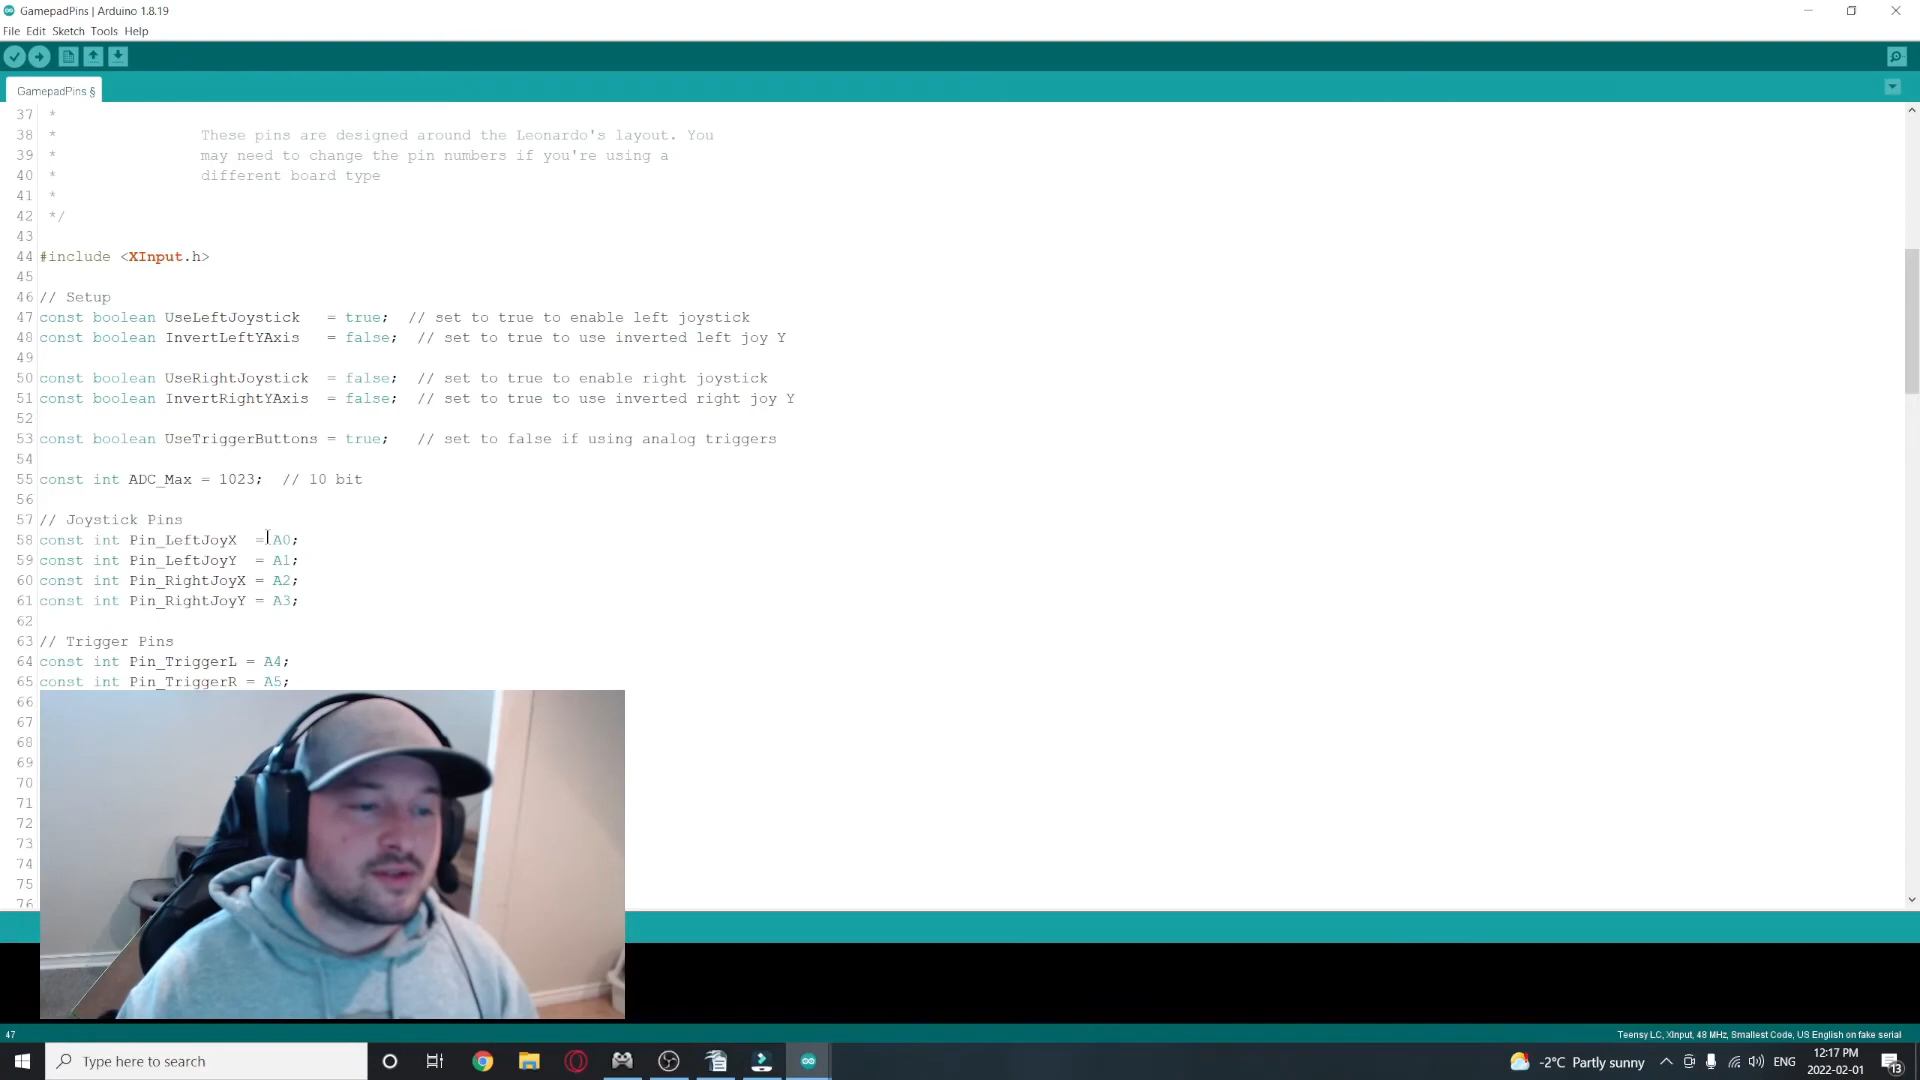 GamepadPins | Arduino 1.8.19
File Edit Sketch Tools Help
GamepadPins §
37 *
38 * These pins are designed around the Leonardo's layout. You
39 * may need to change the pin numbers if you're using a
40 * different board type
41 *
42 */
43
44 #include <XInput.h>
45
46 // Setup
47 const boolean UseLeftJoystick = true; // set to true to enable left joystick
48 const boolean InvertLeftYAxis = false; // set to true to use inverted left joy Y
49
50 const boolean UseRightJoystick = false; // set to true to enable right joystick
51 const boolean InvertRightYAxis = false; // set to true to use inverted right joy Y
52
53 const boolean UseTriggerButtons = true; // set to false if using analog triggers
54
55 const int ADC_Max = 1023; // 10 bit
56
57 // Joystick Pins
58 const int Pin_LeftJoyX = A0;
59 const int Pin_LeftJoyY = A1;
60 const int Pin_RightJoyX = A2;
61 const int Pin_RightJoyY = A3;
62
63 // Trigger Pins
64 const int Pin_TriggerL = A4;
65 const int Pin_TriggerR = A5;
66
67
68
69
70
71
72
73
74
75
76
47
Teensy LC, XInput, 48 MHz, Smallest Code, US English on fake serial
Type here to search
-2°C Partly sunny
ENG
12:17 PM
2022-02-01
13